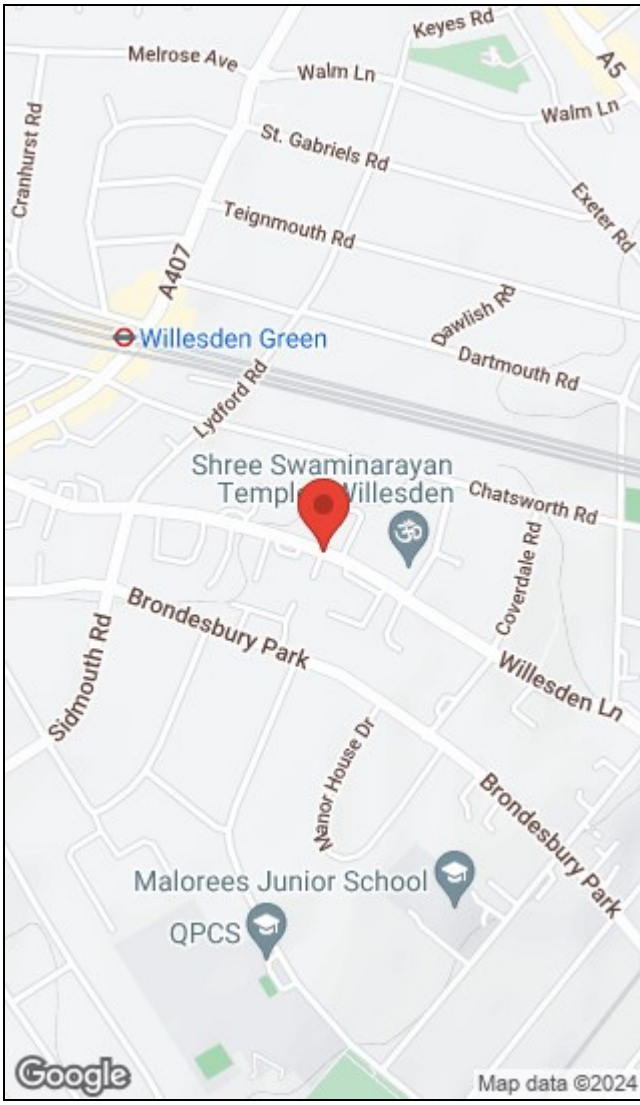 Keyes Rd
Melrose Ave
Walm Ln
A5
Walm Ln
Cranhurst Rd
St. Gabriels Rd
Exeter Rd
Teignmouth Rd
A407
Dawlish Rd
Willesden Green
Dartmouth Rd
Lydford Rd
Shree Swaminarayan
Temple Willesden
Chatsworth Rd
Coverdale Rd
Brondesbury Park
Sidmouth Rd
Willesden Ln
Manor House Dr
Brondesbury Park
Malorees Junior School
QPCS
Google
Map data ©2024